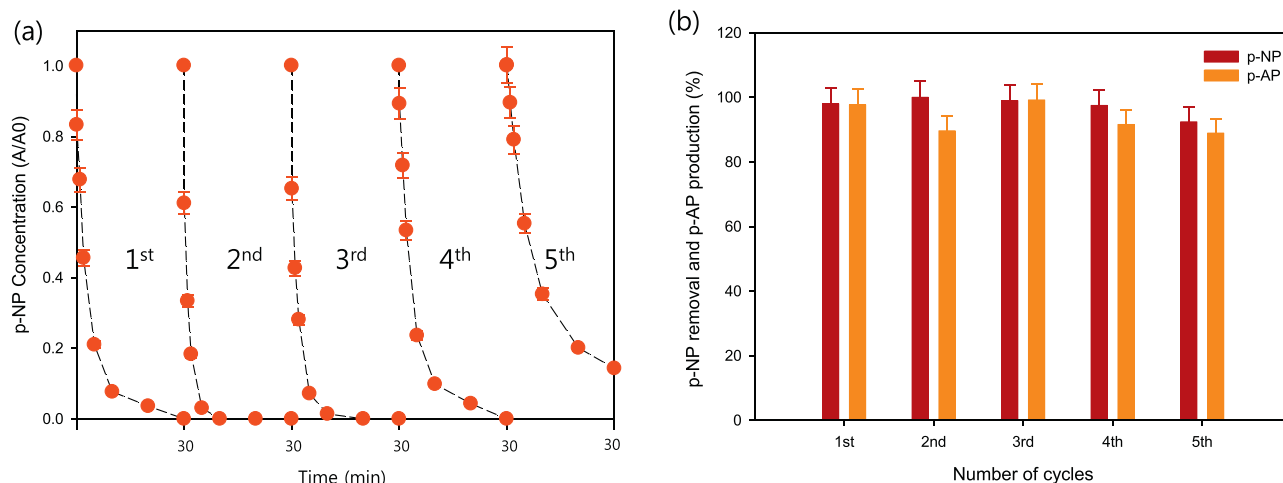 (a)
p-NP Concentration (A/A0)
1.0
0.8
0.6
0.4
0.2
0.0
1st
2nd
3rd
4th
5th
30
30
30
30
30
Time (min)
(b)
p-NP removal and p-AP production (%)
120
100
80
60
40
20
0
p-NP
p-AP
1st
2nd
3rd
4th
5th
Number of cycles